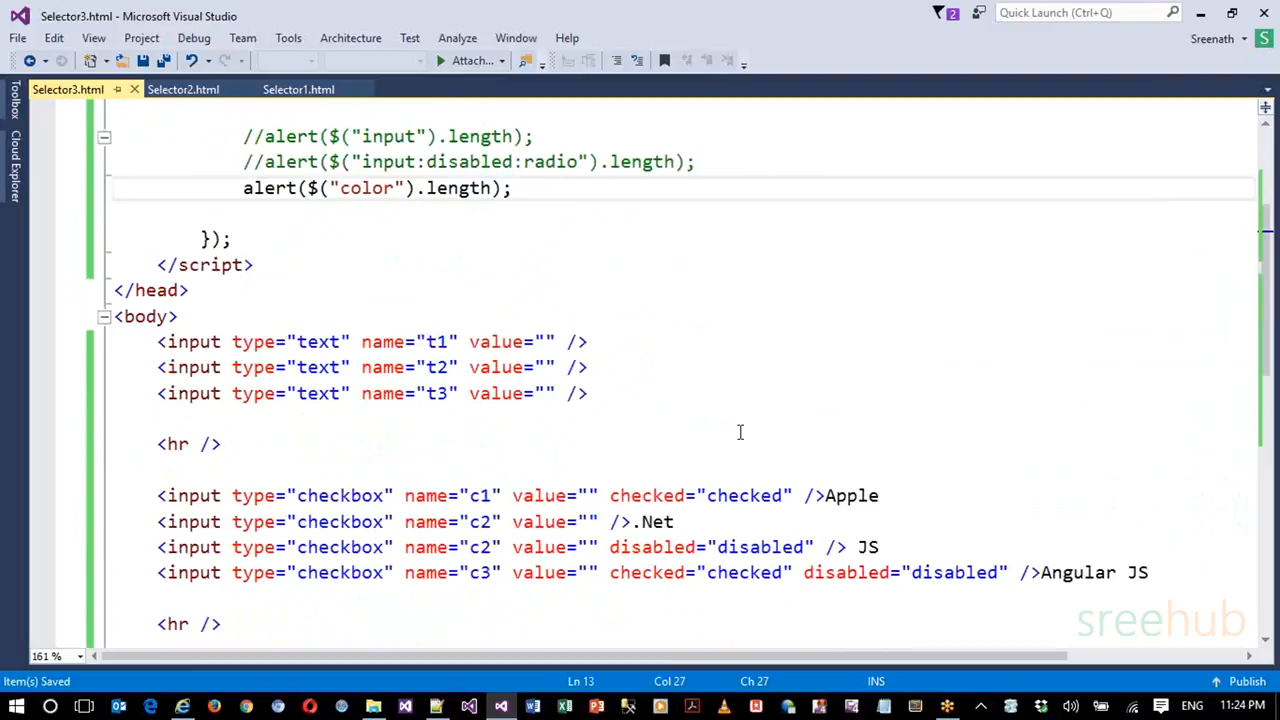 Selector3.html - Microsoft Visual Studio
2
Quick Launch (Ctrl+Q)
File Edit View Project Debug Team Tools Architecture Test Analyze Window Help
Sreenath S
Attach...
Selector3.html Selector2.html Selector1.html
Toolbox
Cloud Explorer
//alert($("input").length);
//alert($("input:disabled:radio").length);
alert($("color").length);
});
</script>
</head>
<body>
<input type="text" name="t1" value="" />
<input type="text" name="t2" value="" />
<input type="text" name="t3" value="" />
<hr />
<input type="checkbox" name="c1" value="" checked="checked" />Apple
<input type="checkbox" name="c2" value="" />.Net
<input type="checkbox" name="c2" value="" disabled="disabled" /> JS
<input type="checkbox" name="c3" value="" checked="checked" disabled="disabled" />Angular JS
<hr />
sreehub
161 %
Item(s) Saved Ln 13 Col 27 Ch 27 INS Publish
11:24 PM